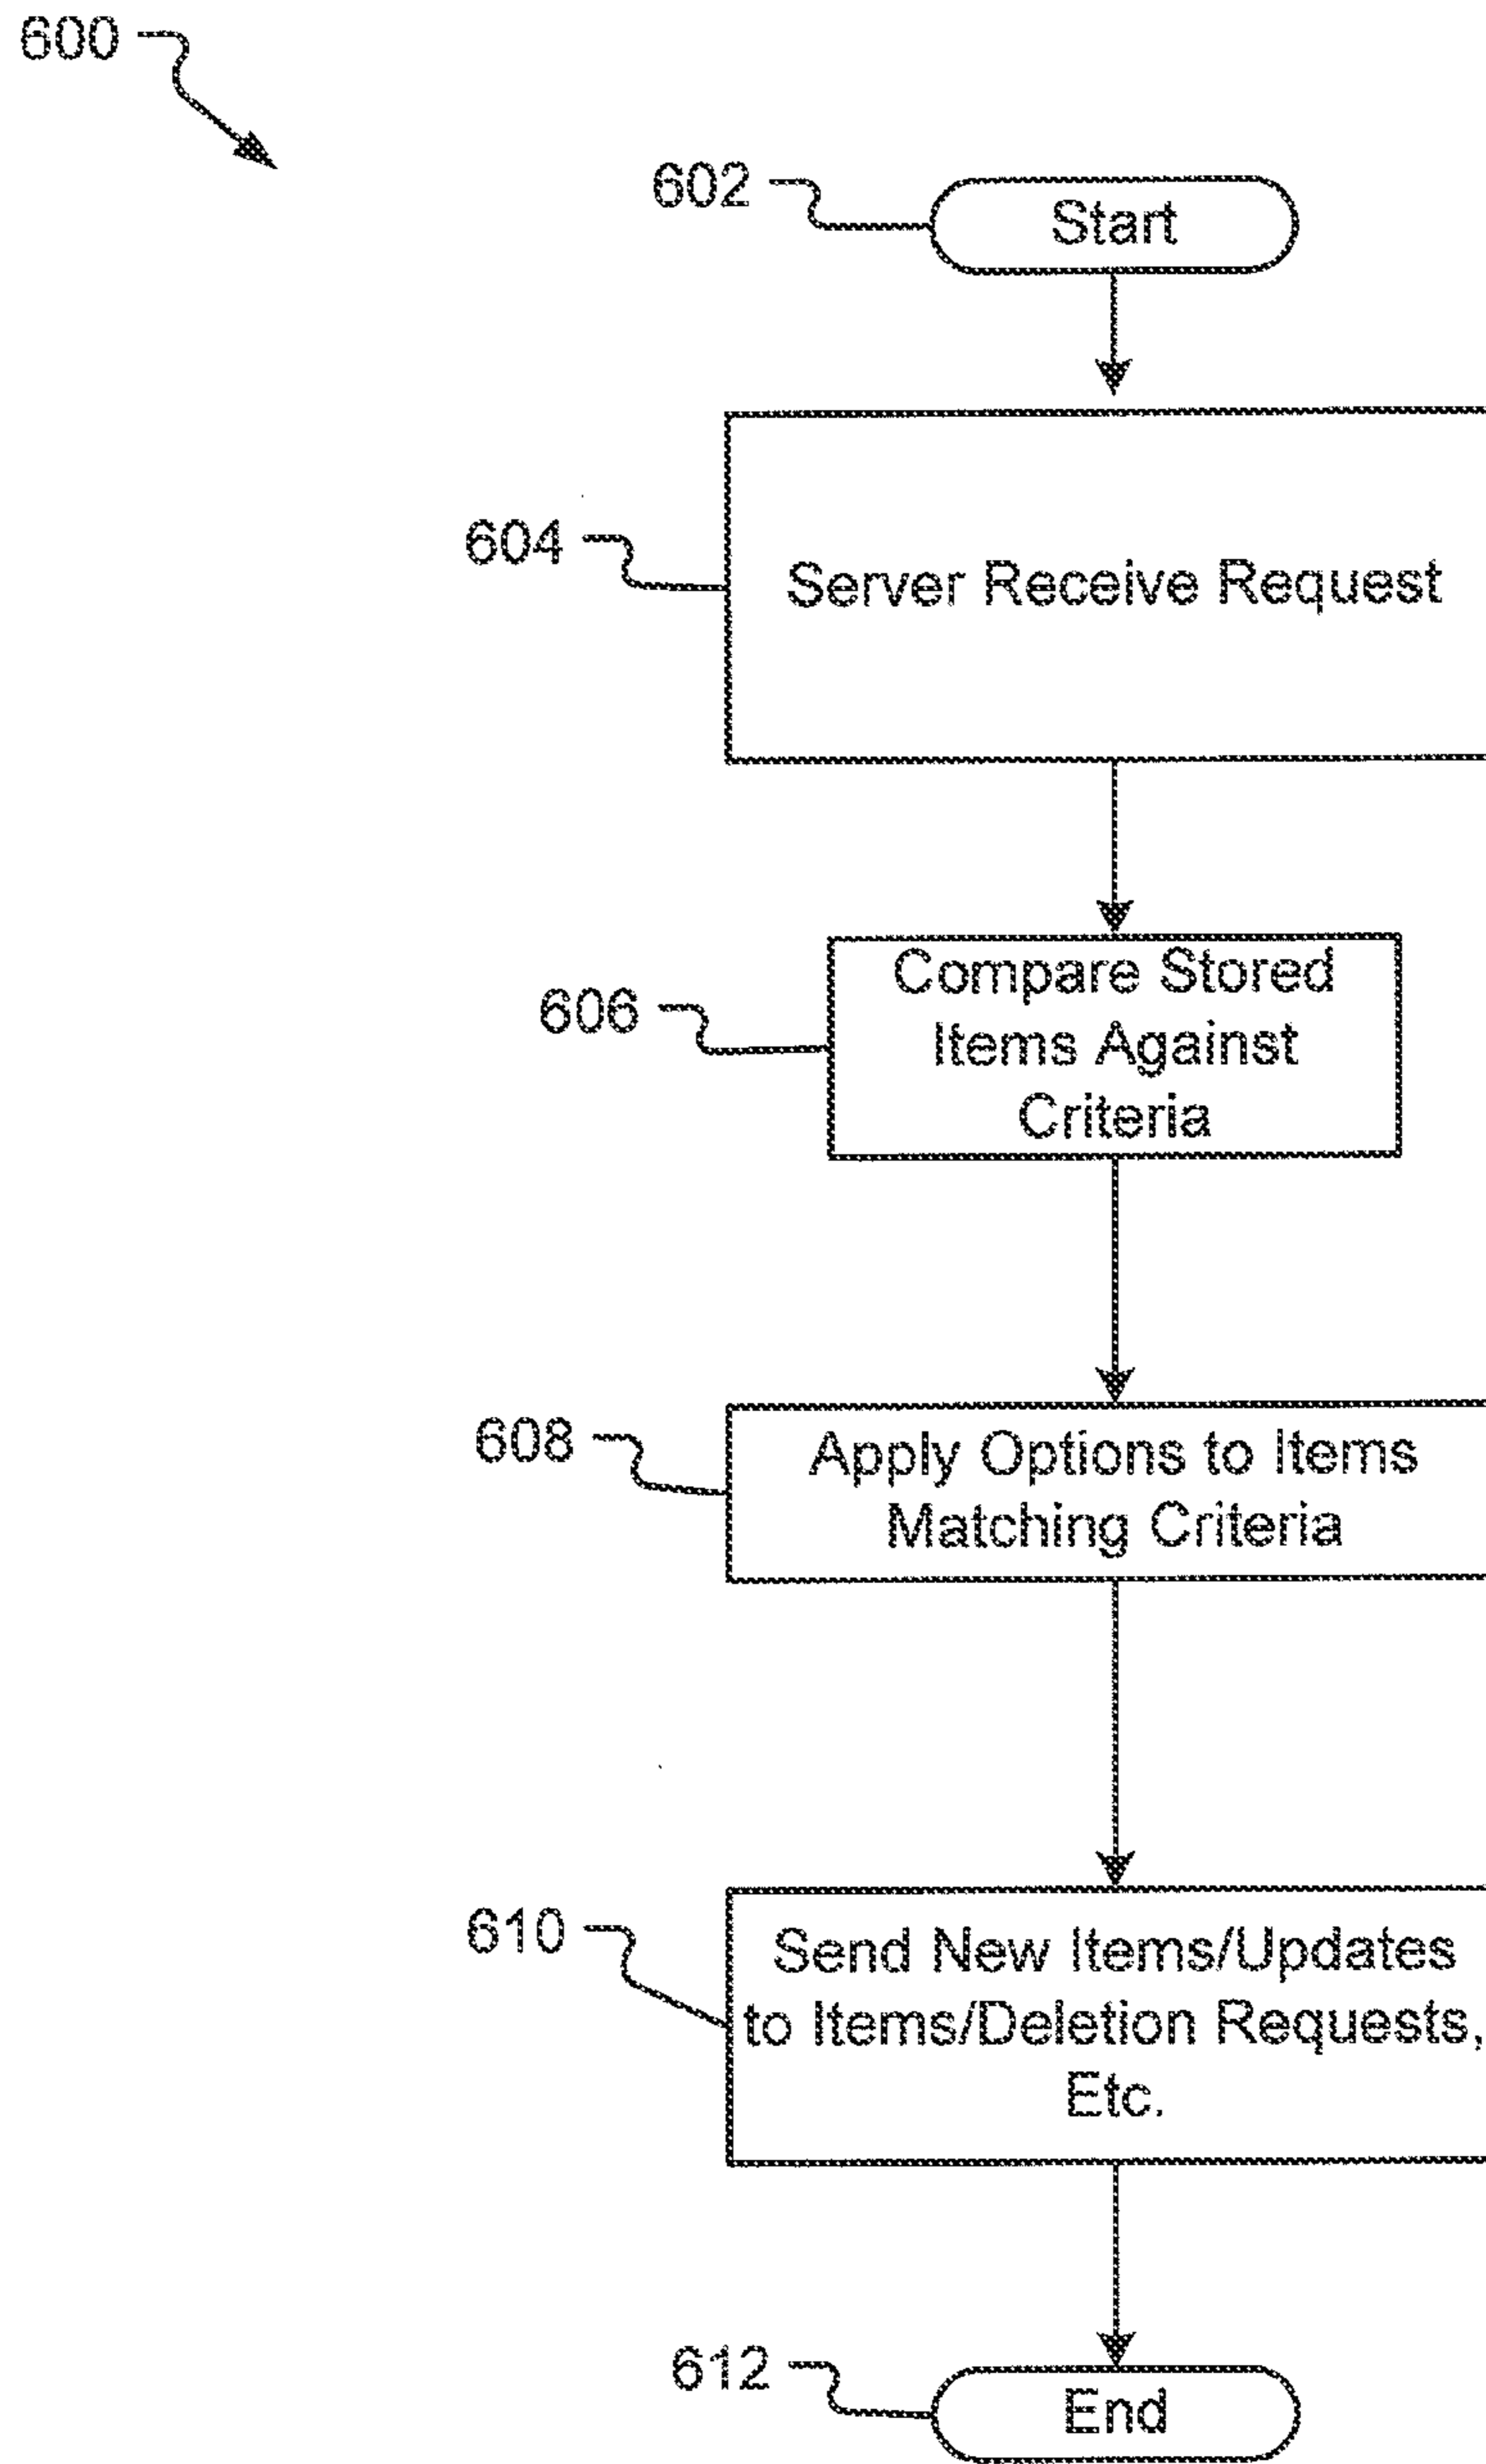 600
602
Start
604
Server Receive Request
606
Compare Stored
Items Against
Criteria
608
Apply Options to Items
Matching Criteria
610
Send New Items/Updates
to Items/Deletion Requests,
Etc.
612
End